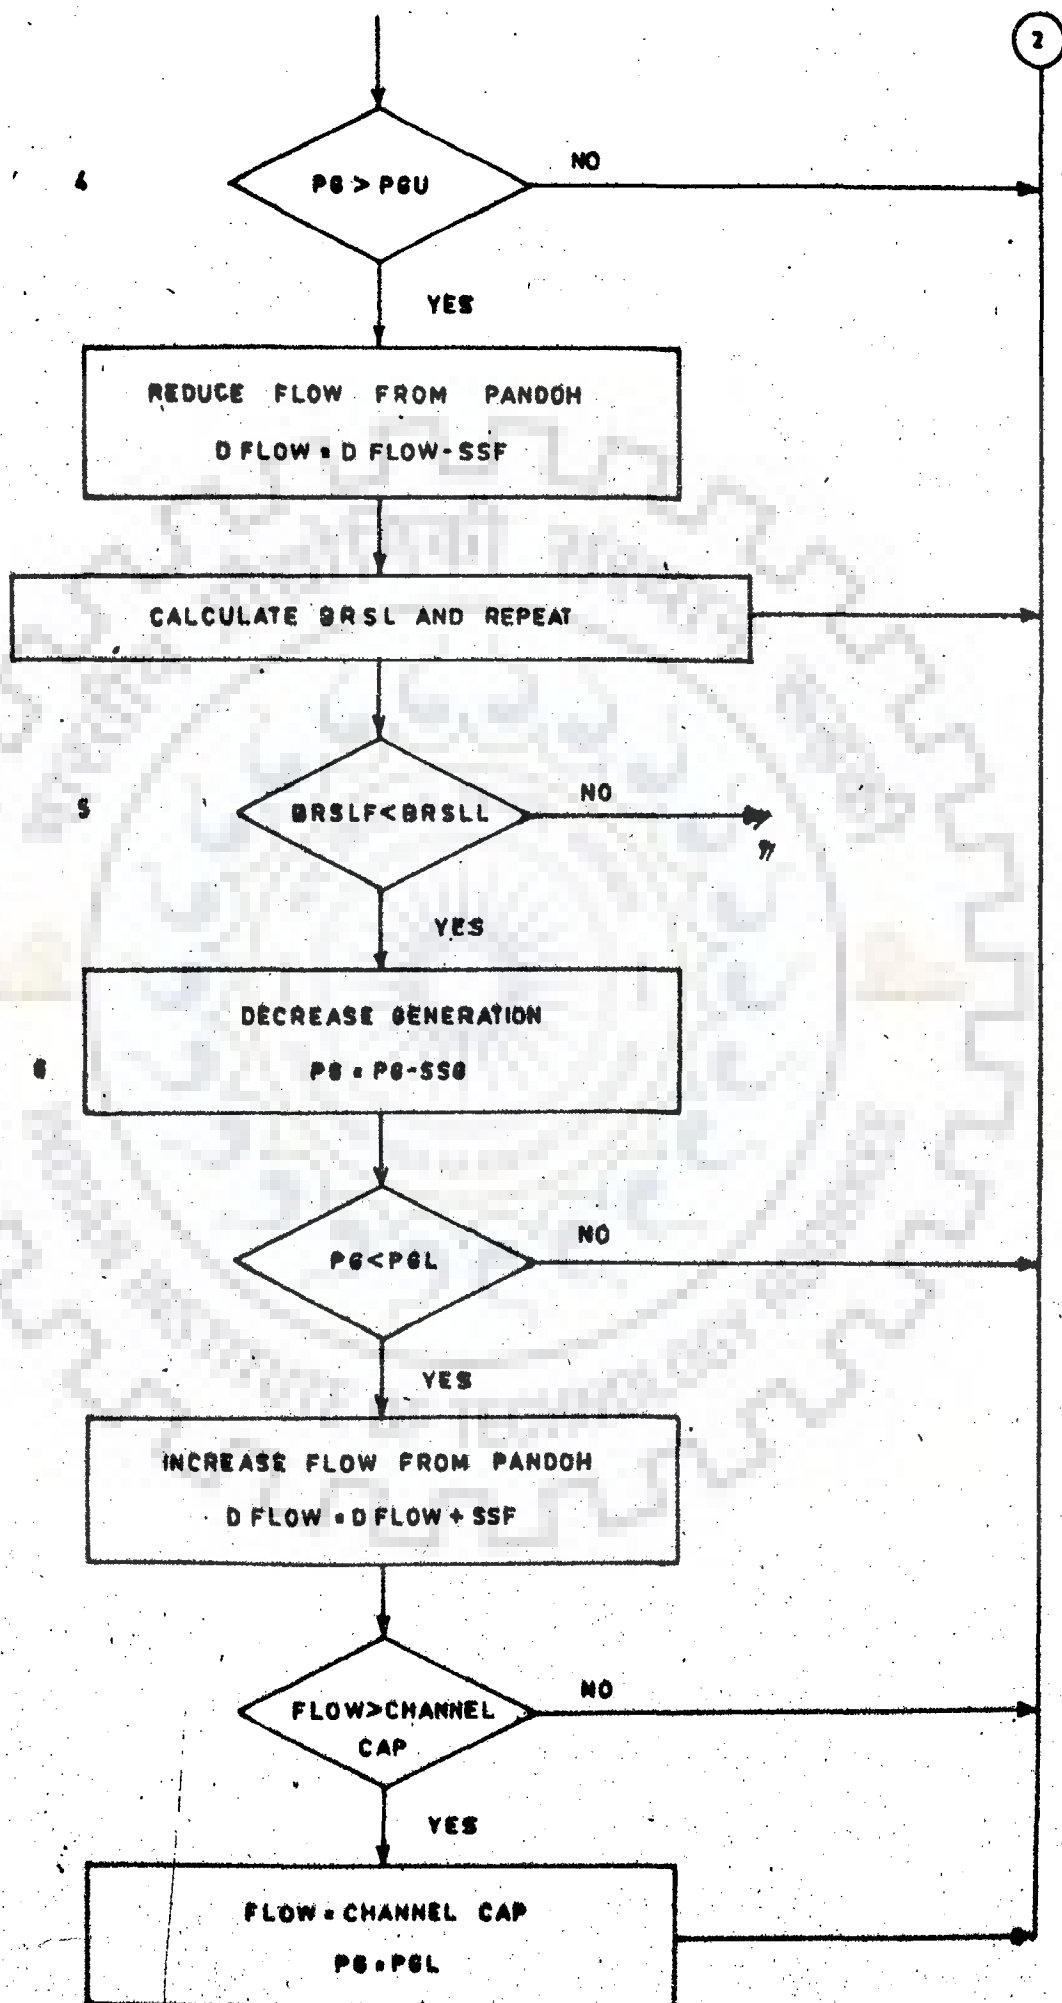 2
4
PG > PGU
NO
YES
REDUCE FLOW FROM PANDOH
D FLOW = D FLOW - SSF
CALCULATE BRSL AND REPEAT
5
BRSLF < BRSLL
NO
YES
DECREASE GENERATION
PG = PG-SSG
6
PG < PGL
NO
YES
INCREASE FLOW FROM PANDOH
D FLOW = D FLOW + SSF
FLOW>CHANNEL
CAP
NO
YES
FLOW = CHANNEL CAP
PG = PGL